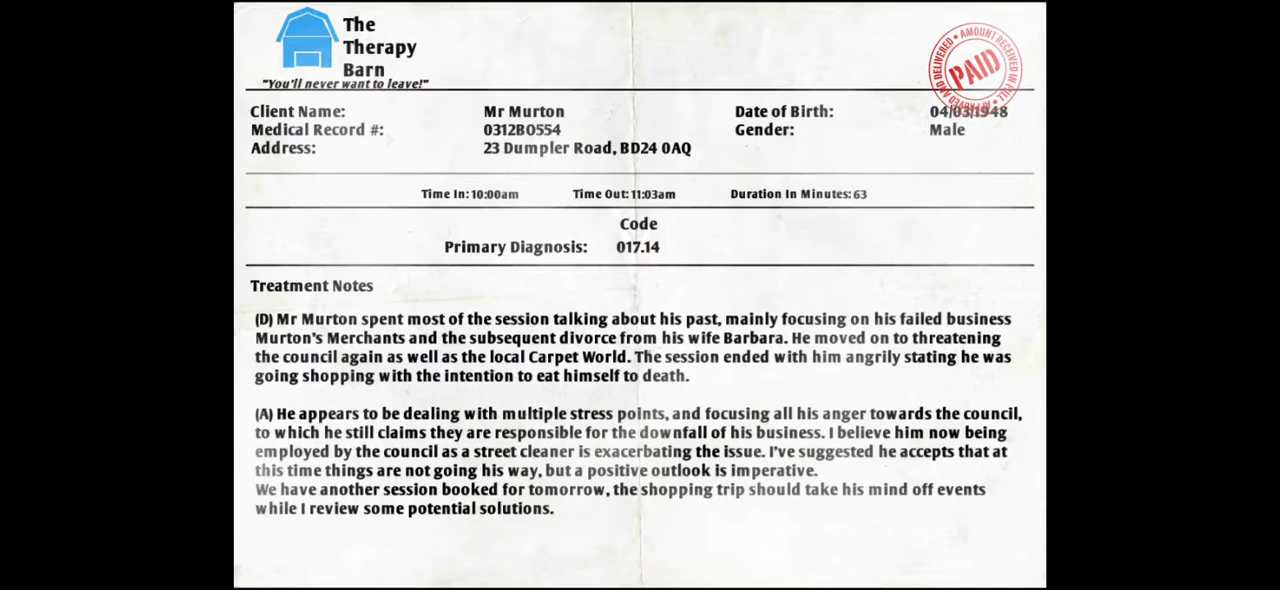 The
Therapy
Barn
"You'll never want to leave!"
AND DELIVERED • AMOUNT RECEIVED IN FULL • APPROVED
PAID
Client Name: Mr Murton Date of Birth: 04/03/1948
Medical Record #: 0312B0554 Gender: Male
Address: 23 Dumpler Road, BD24 0AQ
Time In: 10:00am Time Out: 11:03am Duration In Minutes: 63
Code
Primary Diagnosis: 017.14
Treatment Notes
(D) Mr Murton spent most of the session talking about his past, mainly focusing on his failed business
Murton's Merchants and the subsequent divorce from his wife Barbara. He moved on to threatening
the council again as well as the local Carpet World. The session ended with him angrily stating he was
going shopping with the intention to eat himself to death.
(A) He appears to be dealing with multiple stress points, and focusing all his anger towards the council,
to which he still claims they are responsible for the downfall of his business. I believe him now being
employed by the council as a street cleaner is exacerbating the issue. I've suggested he accepts that at
this time things are not going his way, but a positive outlook is imperative.
We have another session booked for tomorrow, the shopping trip should take his mind off events
while I review some potential solutions.